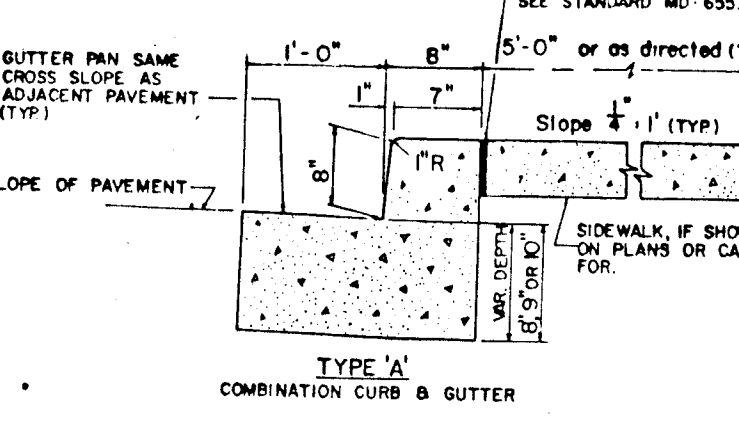 SEE STANDARD MD. 655.
GUTTER PAN SAME
CROSS SLOPE AS
ADJACENT PAVEMENT
(TYP.)
1'-0"
8"
5'-0" or as directed (
1"
7"
Slope 1/4" : 1' (TYP.)
8"
1"R
LOPE OF PAVEMENT
SIDEWALK, IF SHO
ON PLANS OR CA
FOR.
VAR. DEPTH
8", 9" OR 10"
TYPE 'A'
COMBINATION CURB & GUTTER